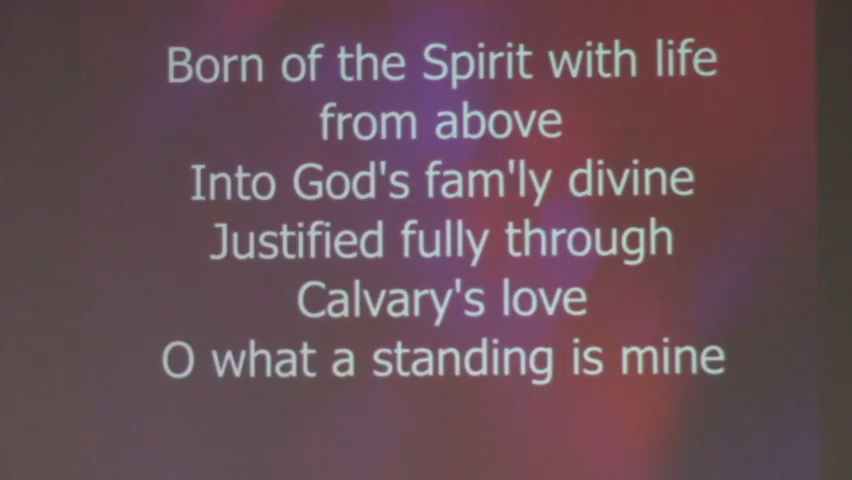 Born of the Spirit with life
from above
Into God's fam'ly divine
Justified fully through
Calvary's love
O what a standing is mine